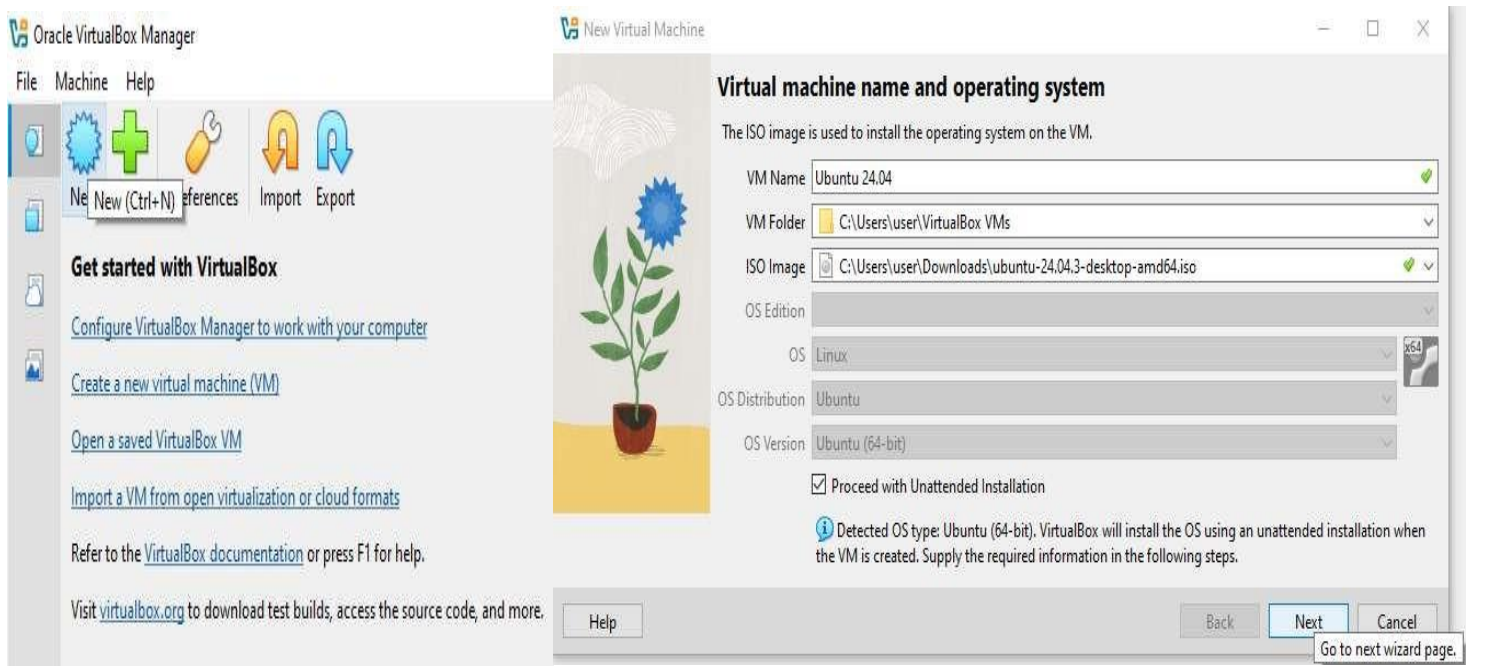 Oracle VirtualBox Manager
File Machine Help
Ne New (Ctrl+N) eferences Import Export
Get started with VirtualBox
Configure VirtualBox Manager to work with your computer
Create a new virtual machine (VM)
Open a saved VirtualBox VM
Import a VM from open virtualization or cloud formats
Refer to the VirtualBox documentation or press F1 for help.
Visit virtualbox.org to download test builds, access the source code, and more.
New Virtual Machine
Virtual machine name and operating system
The ISO image is used to install the operating system on the VM.
VM Name Ubuntu 24.04
VM Folder C:\Users\user\VirtualBox VMs
ISO Image C:\Users\user\Downloads\ubuntu-24.04.3-desktop-amd64.iso
OS Edition
OS Linux x64
OS Distribution Ubuntu
OS Version Ubuntu (64-bit)
Proceed with Unattended Installation
Detected OS type: Ubuntu (64-bit). VirtualBox will install the OS using an unattended installation when
the VM is created. Supply the required information in the following steps.
Help Back Next Cancel
Go to next wizard page.